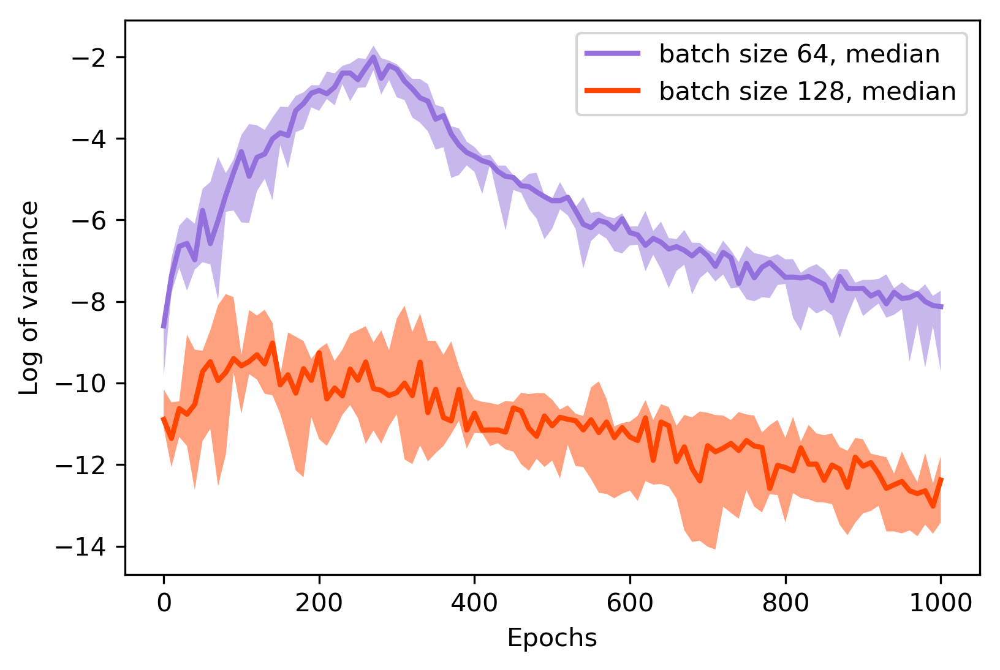 −2
−4
−6
−8
−10
−12
−14
Log of variance
batch size 64, median
batch size 128, median
0 200 400 600 800 1000
Epochs